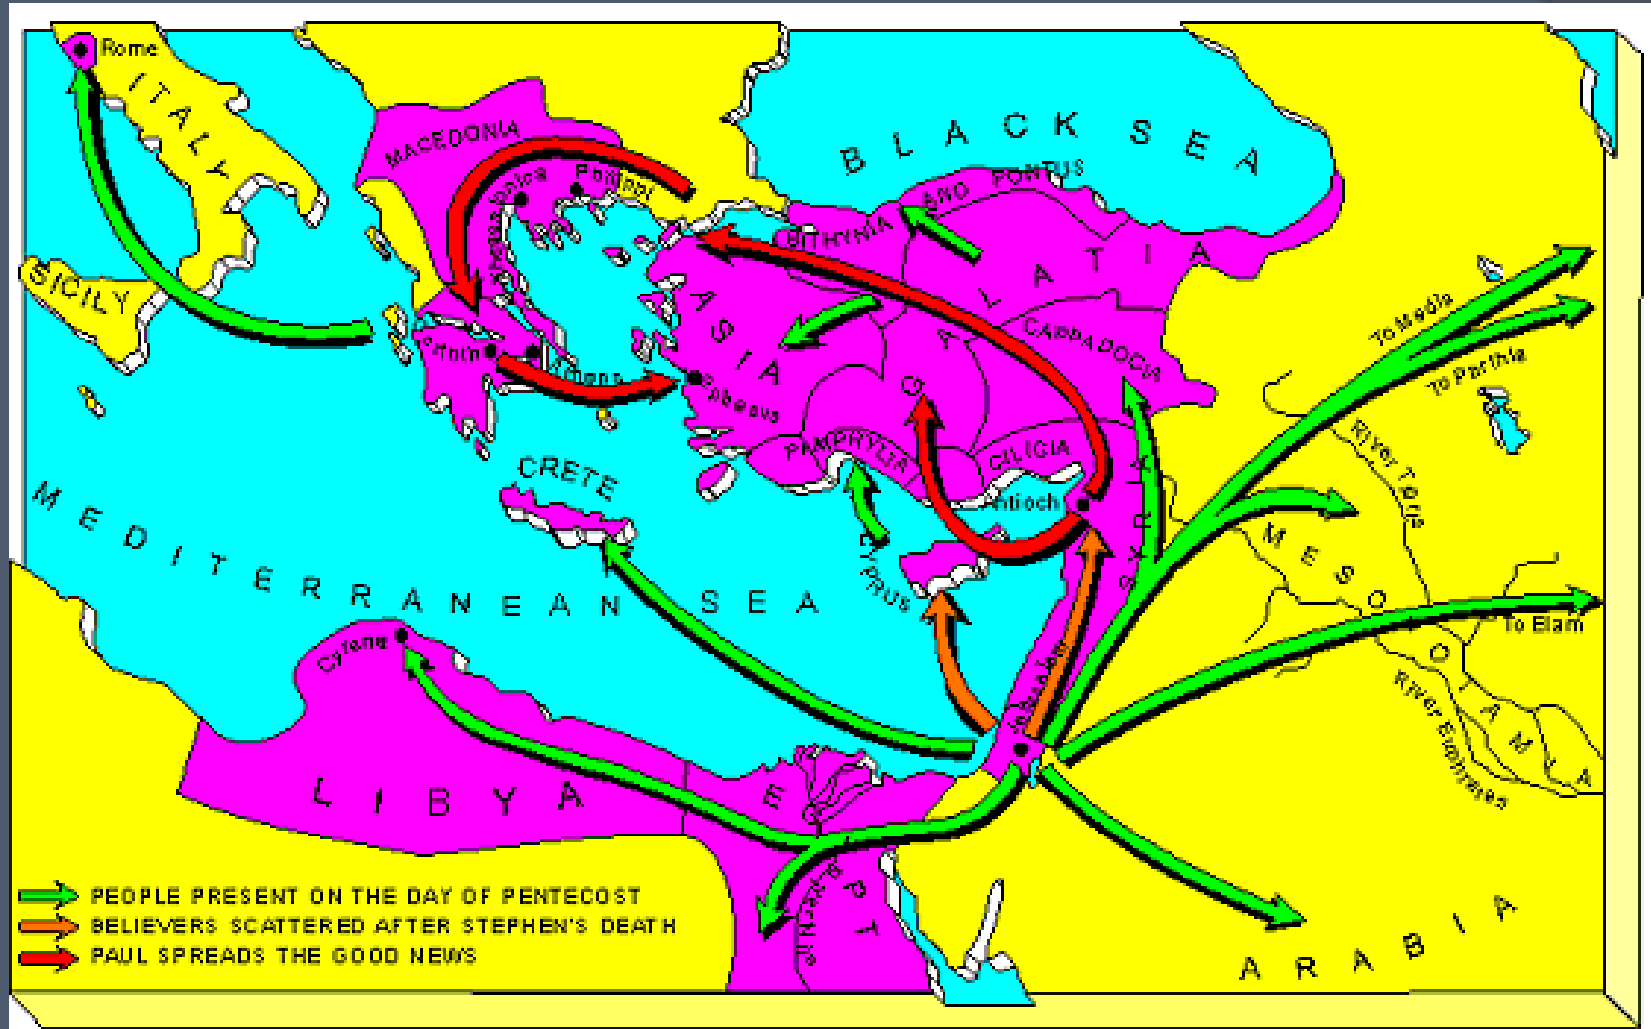 Rome
ITALY
SICILY
MACEDONIA
Philippi
BLACK SEA
BITHYNIA AND PONTUS
GALATIA
ASIA
CAPPADOCIA
Athens
Ephesus
PAMPHYLIA
CILICIA
Antioch
SYRIA
CYPRUS
CRETE
MEDITERRANEAN SEA
To Media
To Parthia
River Tigris
MESOPOTAMIA
To Elam
River Euphrates
Cyrene
Jerusalem
LIBYA
EGYPT
ARABIA
PEOPLE PRESENT ON THE DAY OF PENTECOST
BELIEVERS SCATTERED AFTER STEPHEN'S DEATH
PAUL SPREADS THE GOOD NEWS